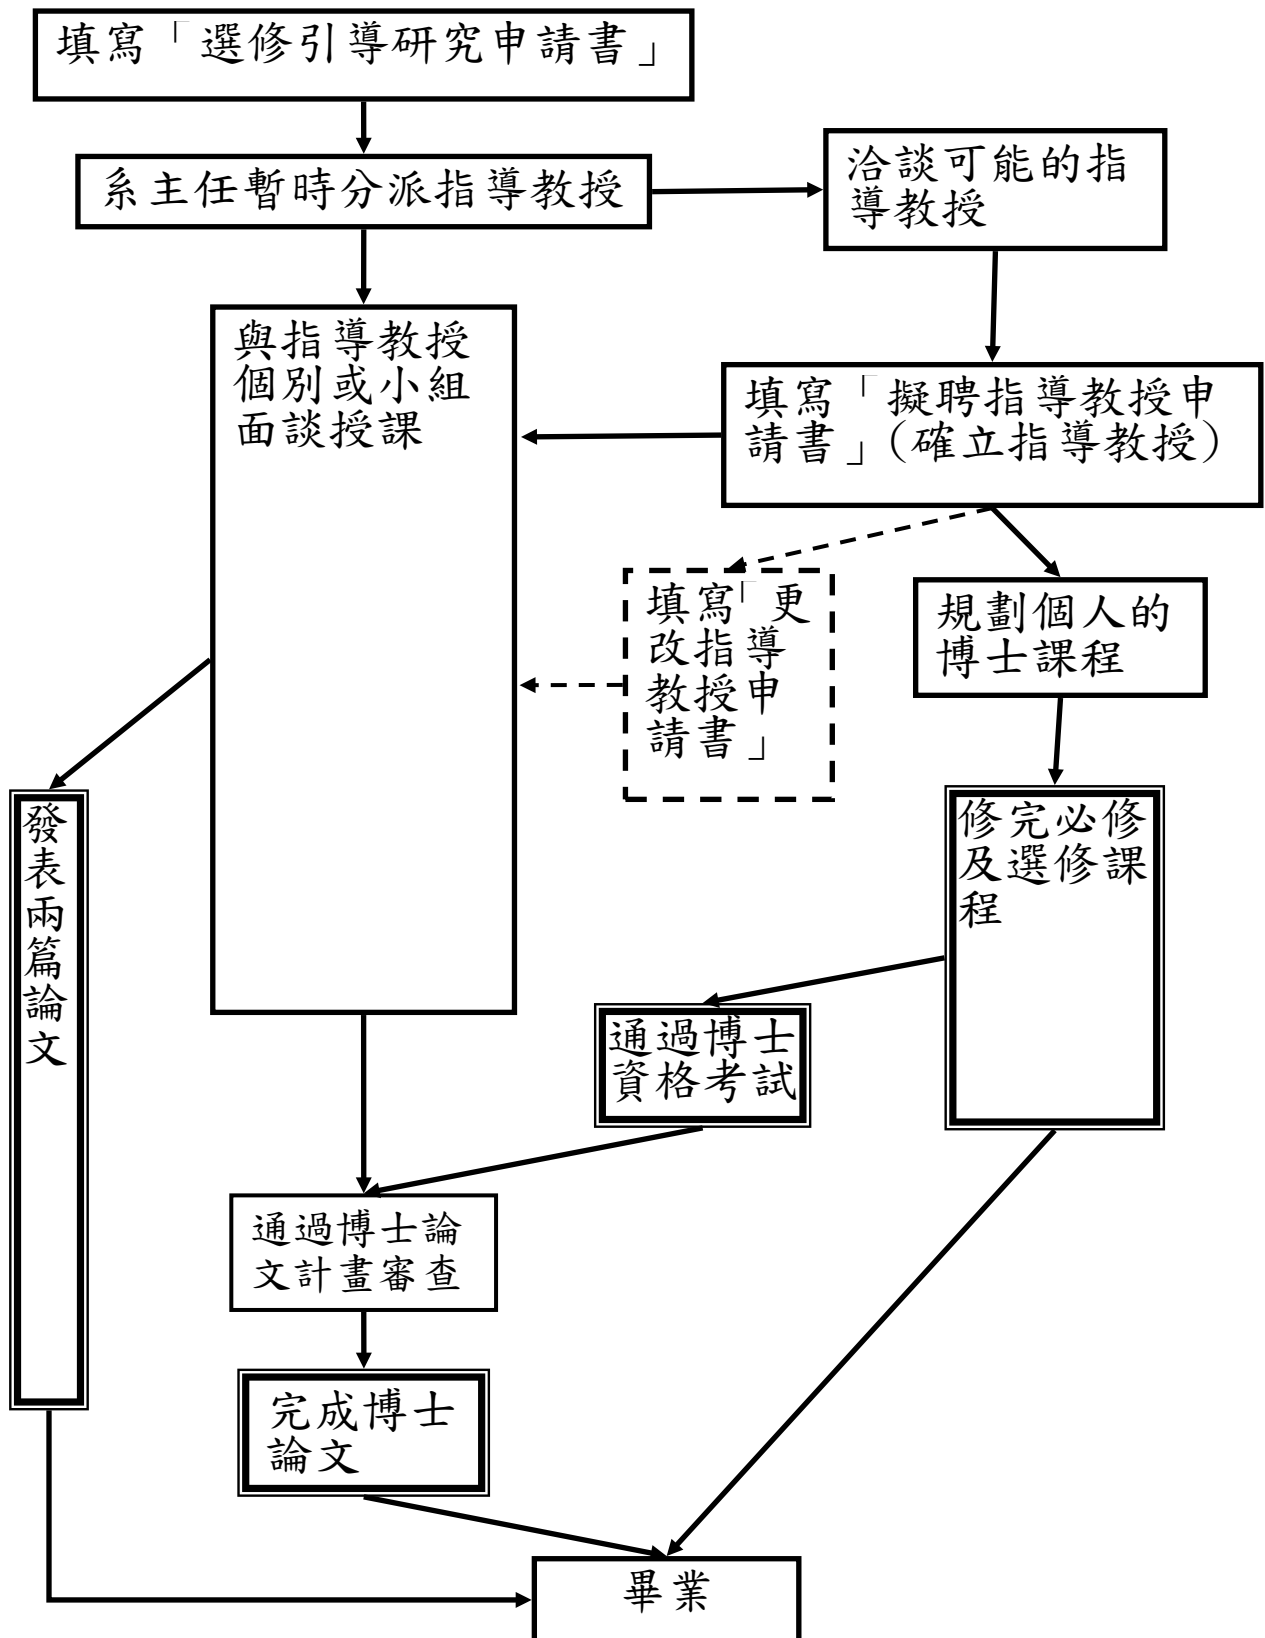 填寫「選修引導研究申請書」
系主任暫時分派指導教授
洽談可能的指
導教授
與指導教授
個別或小組
面談授課
填寫「擬聘指導教授申
請書」(確立指導教授)
填寫「更
改指導
教授申
請書」
規劃個人的
博士課程
發表兩篇論文
修完必修
及選修課
程
通過博士
資格考試
通過博士論
文計畫審查
完成博士
論文
畢業